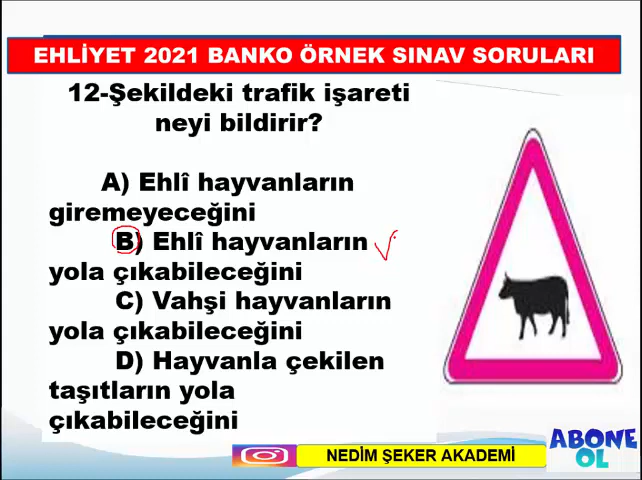 EHLİYET 2021 BANKO ÖRNEK SINAV SORULARI
12-Şekildeki trafik işareti
neyi bildirir?
A) Ehlî hayvanların
giremeyeceğini
B) Ehlî hayvanların
yola çıkabileceğini
C) Vahşi hayvanların
yola çıkabileceğini
D) Hayvanla çekilen
taşıtların yola
çıkabileceğini
NEDİM ŞEKER AKADEMİ
ABONE
OL